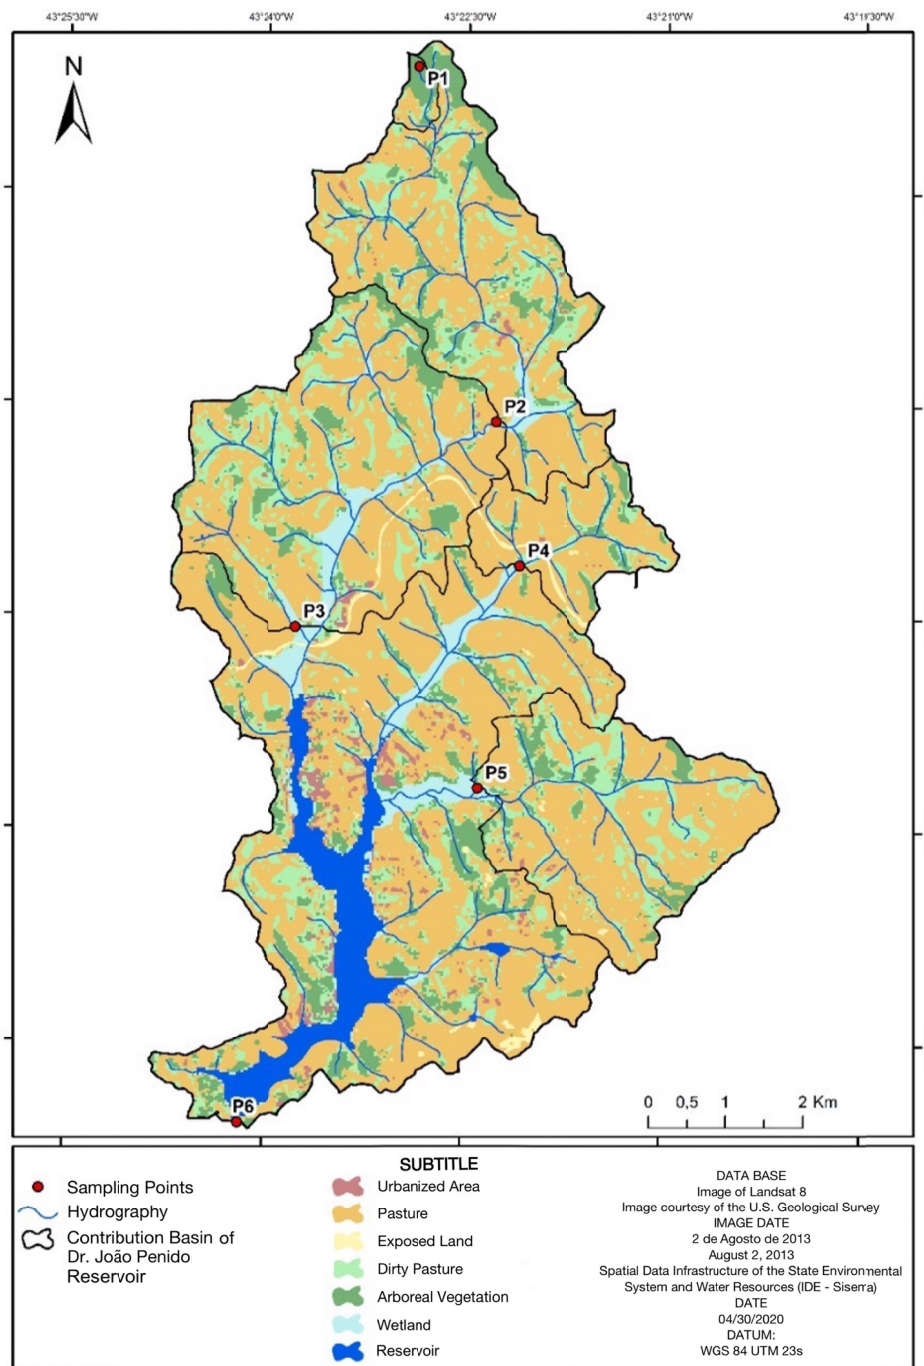 43°25'30"W 43°24'0"W 43°22'30"W 43°21'0"W 43°19'30"W
N
P1
P2
P4
P3
P5
P6
0 0,5 1 2 Km
SUBTITLE
Sampling Points
Hydrography
Contribution Basin of
Dr. João Penido
Reservoir
Urbanized Area
Pasture
Exposed Land
Dirty Pasture
Arboreal Vegetation
Wetland
Reservoir
DATA BASE
Image of Landsat 8
Image courtesy of the U.S. Geological Survey
IMAGE DATE
2 de Agosto de 2013
August 2, 2013
Spatial Data Infrastructure of the State Environmental
System and Water Resources (IDE - Siserra)
DATE
04/30/2020
DATUM:
WGS 84 UTM 23s